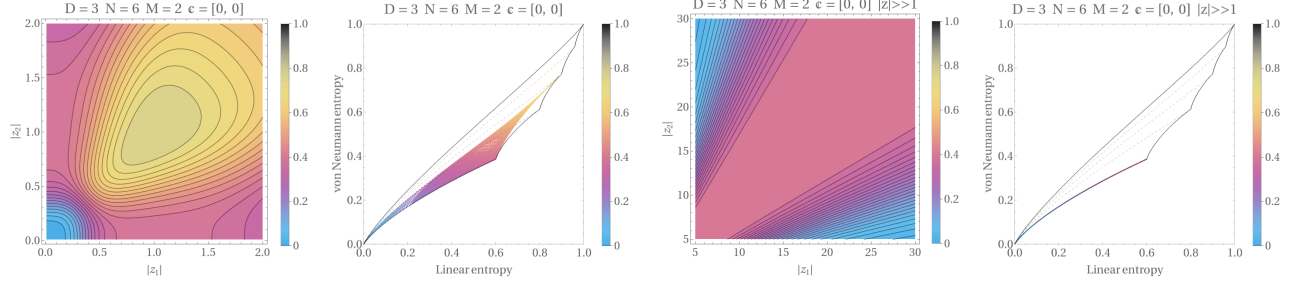 D = 3 N = 6 M = 2 𝕔 = [0, 0]
2.0
1.5
1.0
0.5
0.0
0.0 0.5 1.0 1.5 2.0
|z₂|
|z₁|
1.0
0.8
0.6
0.4
0.2
0
D = 3 N = 6 M = 2 𝕔 = [0, 0]
1.0
0.8
0.6
0.4
0.2
0.0
0.0 0.2 0.4 0.6 0.8 1.0
von Neumann entropy
Linear entropy
1.0
0.8
0.6
0.4
0.2
0
D = 3 N = 6 M = 2 𝕔 = [0, 0] |z|>>1
30
25
20
15
10
5
5 10 15 20 25 30
|z₂|
|z₁|
1.0
0.8
0.6
0.4
0.2
0
D = 3 N = 6 M = 2 𝕔 = [0, 0] |z|>>1
1.0
0.8
0.6
0.4
0.2
0.0
0.0 0.2 0.4 0.6 0.8 1.0
von Neumann entropy
Linear entropy
1.0
0.8
0.6
0.4
0.2
0